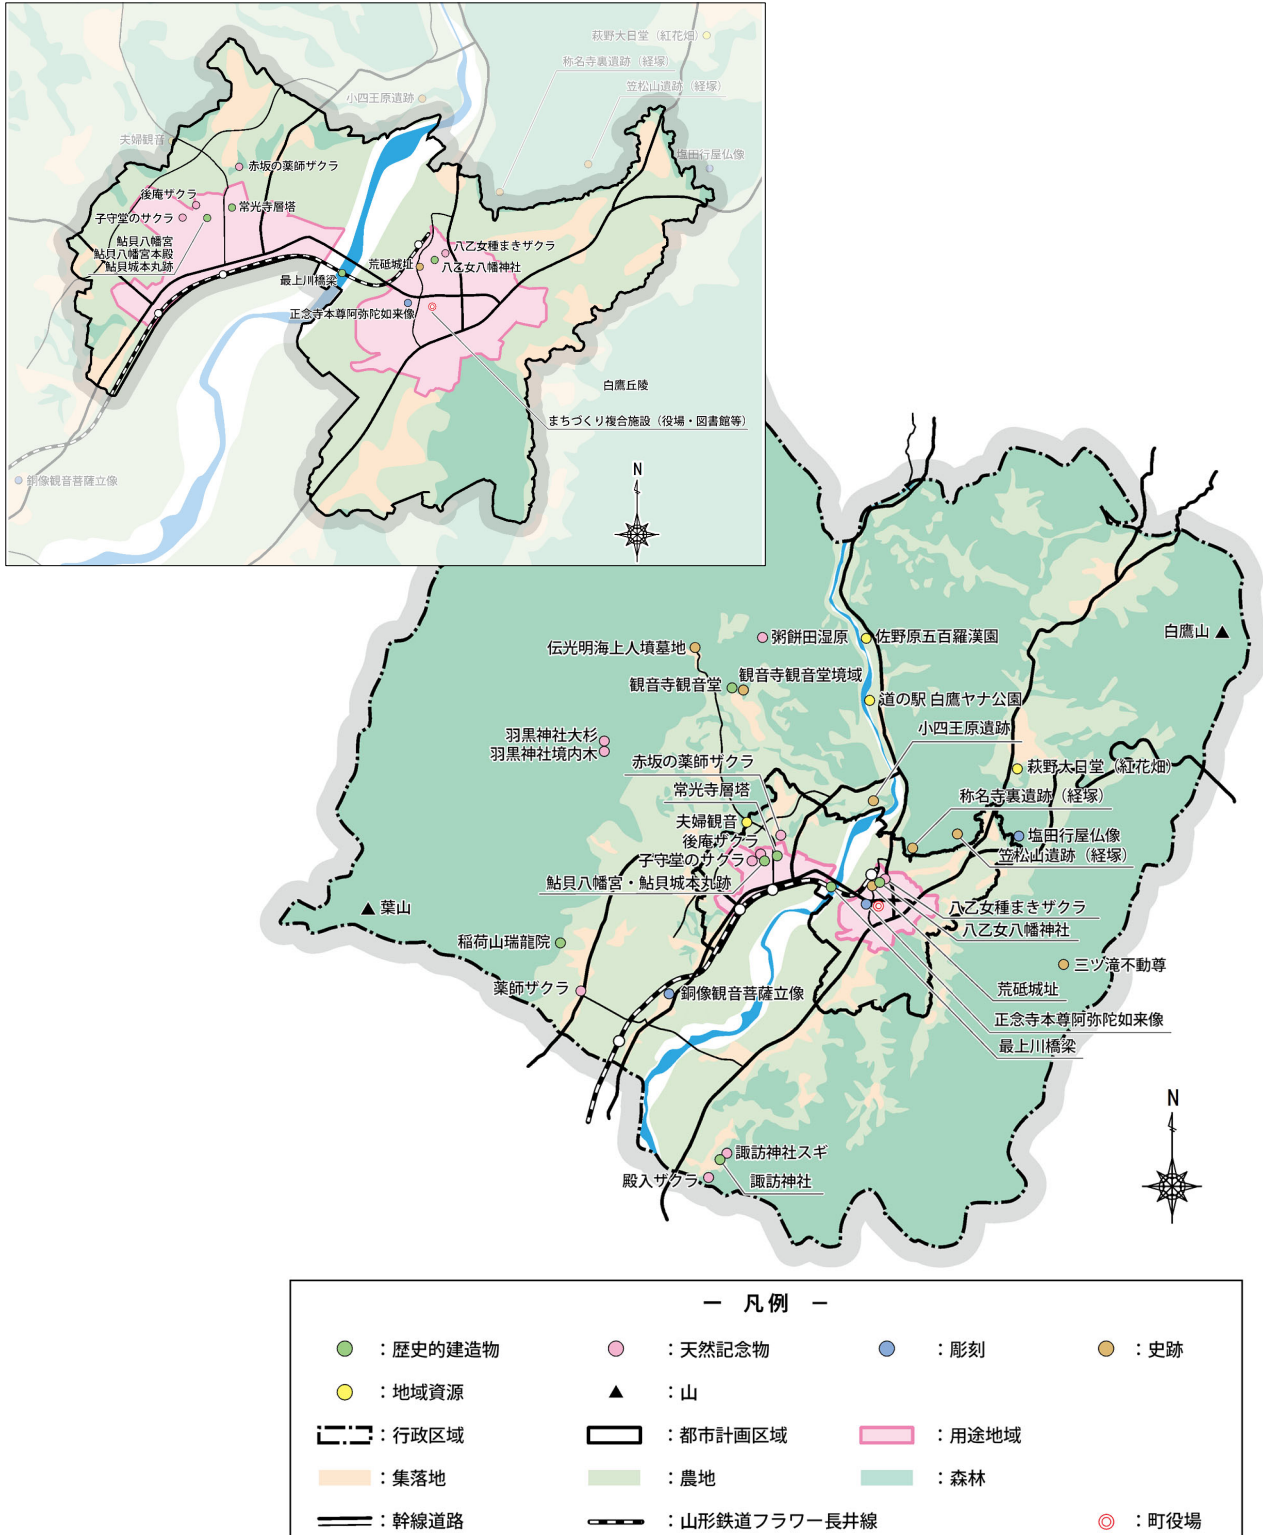 萩野大日堂（紅花畑）
称名寺裏遺跡（経塚）
笠松山遺跡（経塚）
小四王原遺跡
夫婦観音
塩田行屋仏像
赤坂の薬師ザクラ
後庵ザクラ
常光寺層塔
子守堂のサクラ
鮎貝八幡宮
鮎貝八幡宮本殿
鮎貝城本丸跡
八乙女種まきザクラ
荒砥城址
八乙女八幡神社
最上川橋梁
正念寺本尊阿弥陀如来像
白鷹丘陵
まちづくり複合施設（役場・図書館等）
銅像観音菩薩立像
N
白鷹山
粥餅田湿原
佐野原五百羅漢園
伝光明海上人墳墓地
観音寺観音堂境域
観音寺観音堂
道の駅 白鷹ヤナ公園
小四王原遺跡
羽黒神社大杉
羽黒神社境内木
赤坂の薬師ザクラ
萩野大日堂（紅花畑）
常光寺層塔
称名寺裏遺跡（経塚）
夫婦観音
塩田行屋仏像
後庵ザクラ
笠松山遺跡（経塚）
子守堂のサクラ
鮎貝八幡宮・鮎貝城本丸跡
葉山
八乙女種まきザクラ
八乙女八幡神社
稲荷山瑞龍院
三ツ滝不動尊
薬師ザクラ
銅像観音菩薩立像
荒砥城址
正念寺本尊阿弥陀如来像
最上川橋梁
N
諏訪神社スギ
殿入ザクラ
諏訪神社
― 凡例 ―
：歴史的建造物
：天然記念物
：彫刻
：史跡
：地域資源
：山
：行政区域
：都市計画区域
：用途地域
：集落地
：農地
：森林
：幹線道路
：山形鉄道フラワー長井線
：町役場